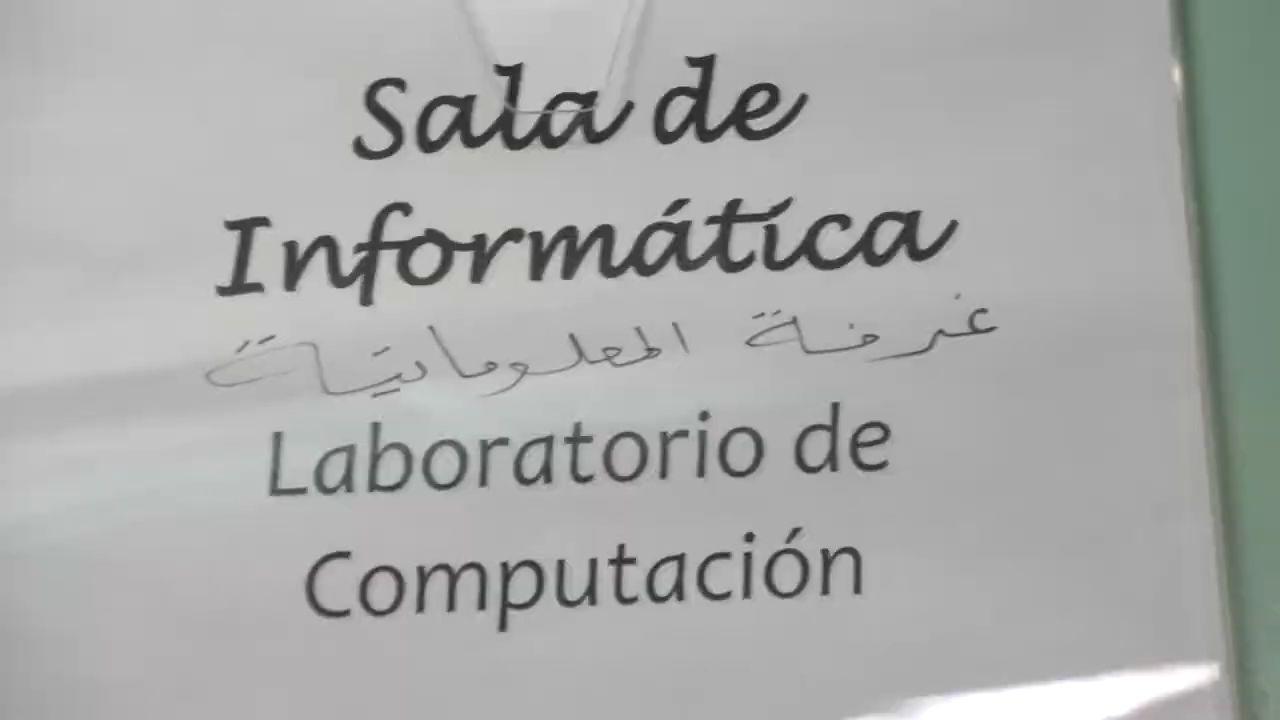 Sala de
Informática
غرفة المعلوماتية
Laboratorio de
Computación